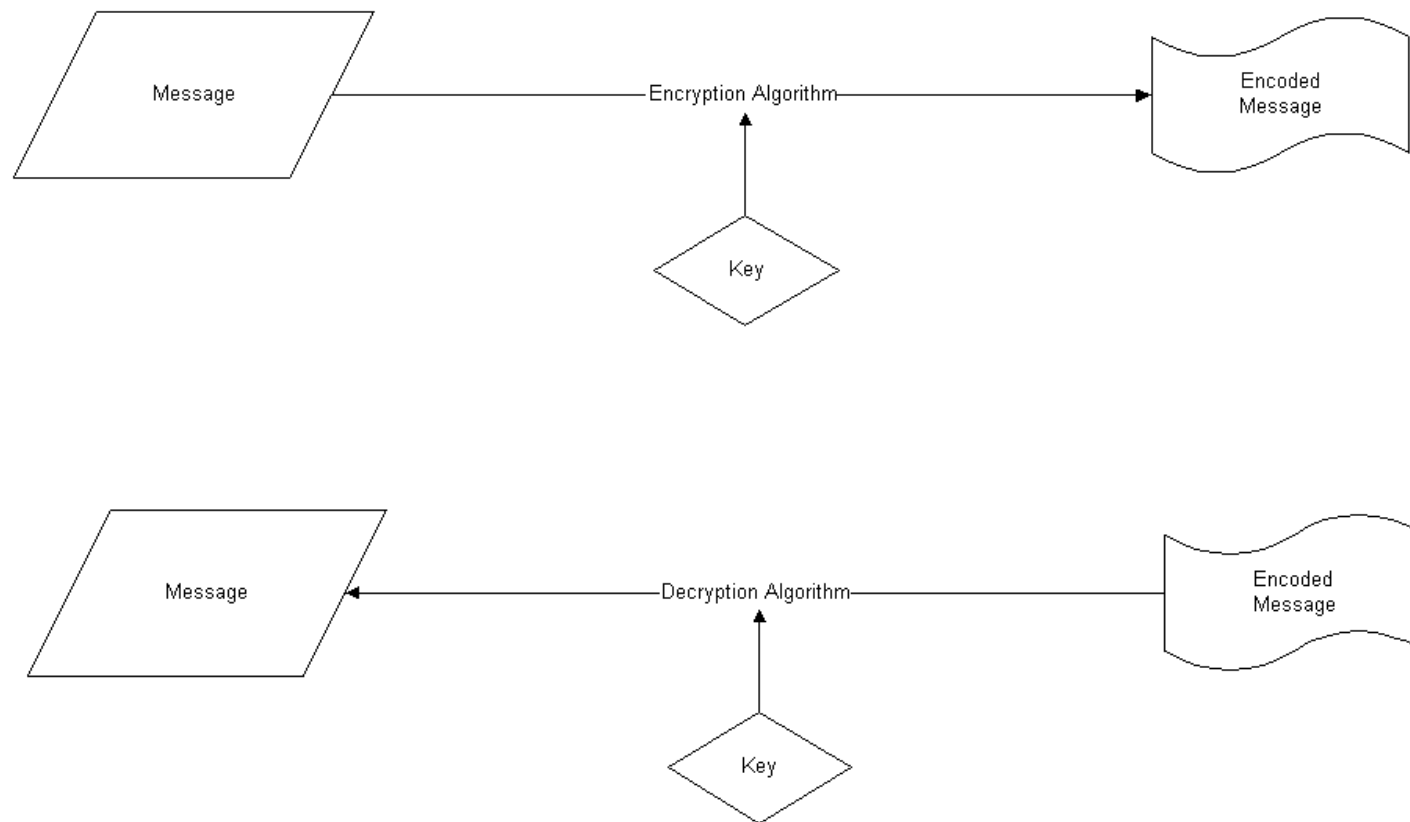 Message
Encryption Algorithm
Encoded
Message
Key
Message
Decryption Algorithm
Encoded
Message
Key